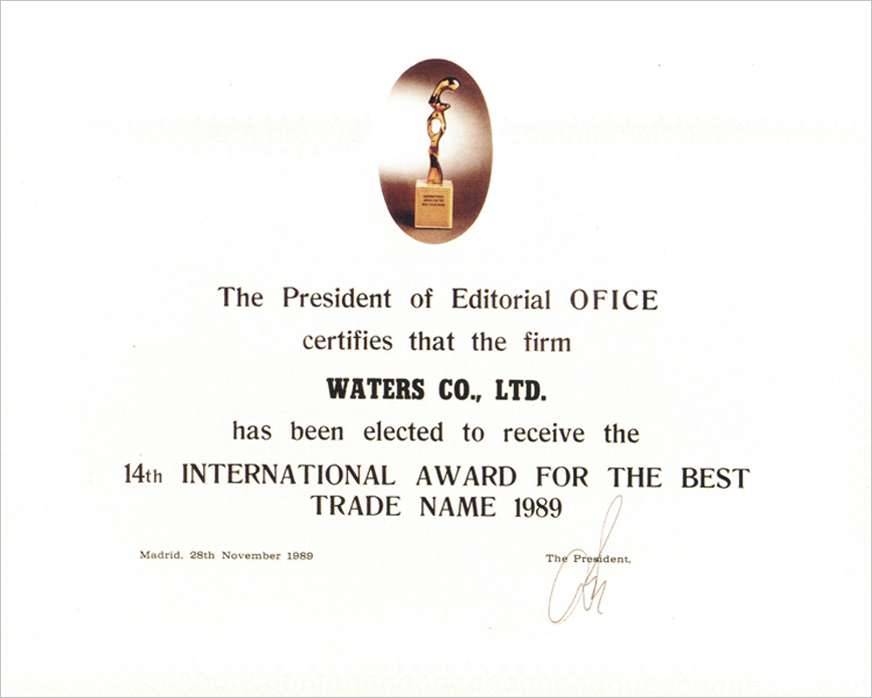 The President of Editorial OFICE
certifies that the firm
WATERS CO., LTD.
has been elected to receive the
14th INTERNATIONAL AWARD FOR THE BEST
TRADE NAME 1989
Madrid, 28th November 1989
The President,